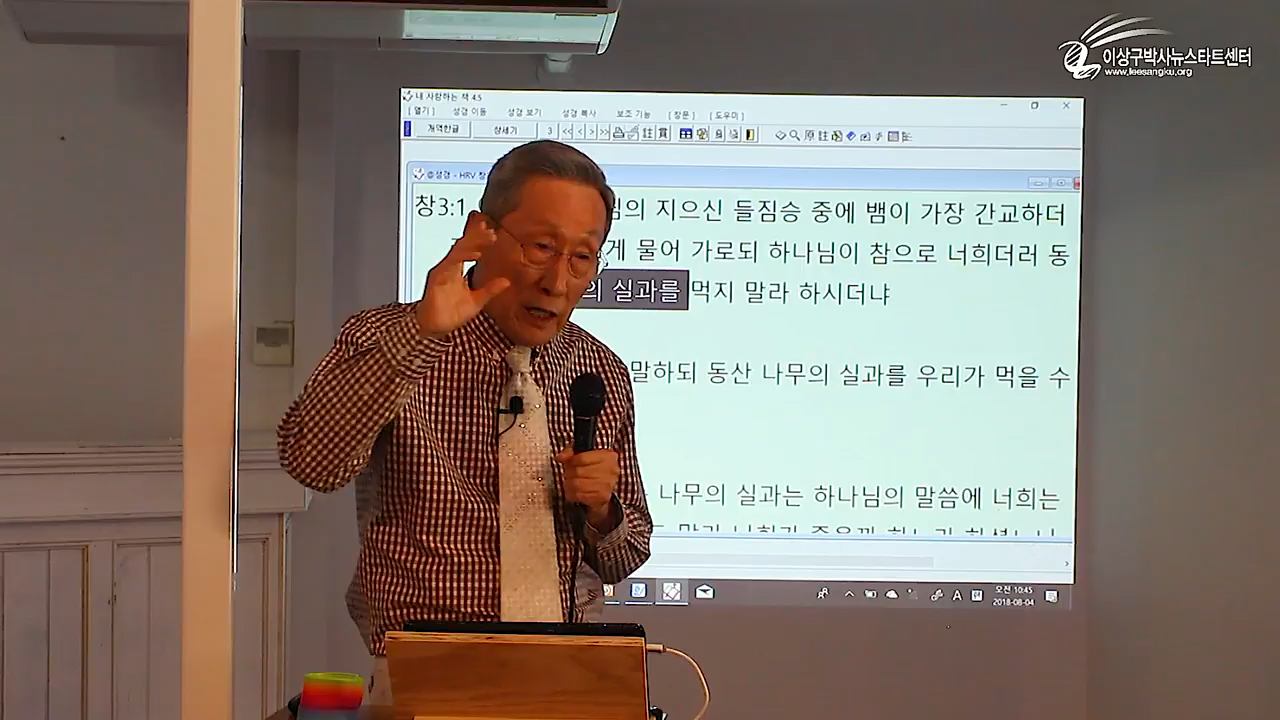 이상구박사뉴스타트센터
www.leesangku.org
내 사랑하는 책 4.5
[ 열기 ] 성경 이동 성경 보기 성경 복사 보조 기능 [ 창문 ] [ 도우미 ]
개역한글 창세기 3 << < > >>
@성경 - HRV 창
창3:1 님의 지으신 들짐승 중에 뱀이 가장 간교하더
게 물어 가로되 하나님이 참으로 너희더러 동
의 실과를 먹지 말라 하시더냐
말하되 동산 나무의 실과를 우리가 먹을 수
나무의 실과는 하나님의 말씀에 너희는
오전 10:45
2018-08-04